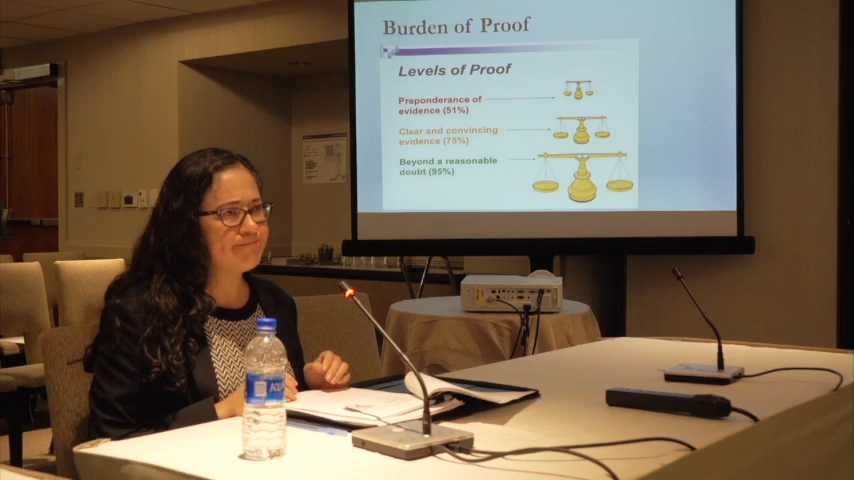 Burden of Proof
Levels of Proof
Preponderance of
evidence (51%)
Clear and convincing
evidence (75%)
Beyond a reasonable
doubt (95%)